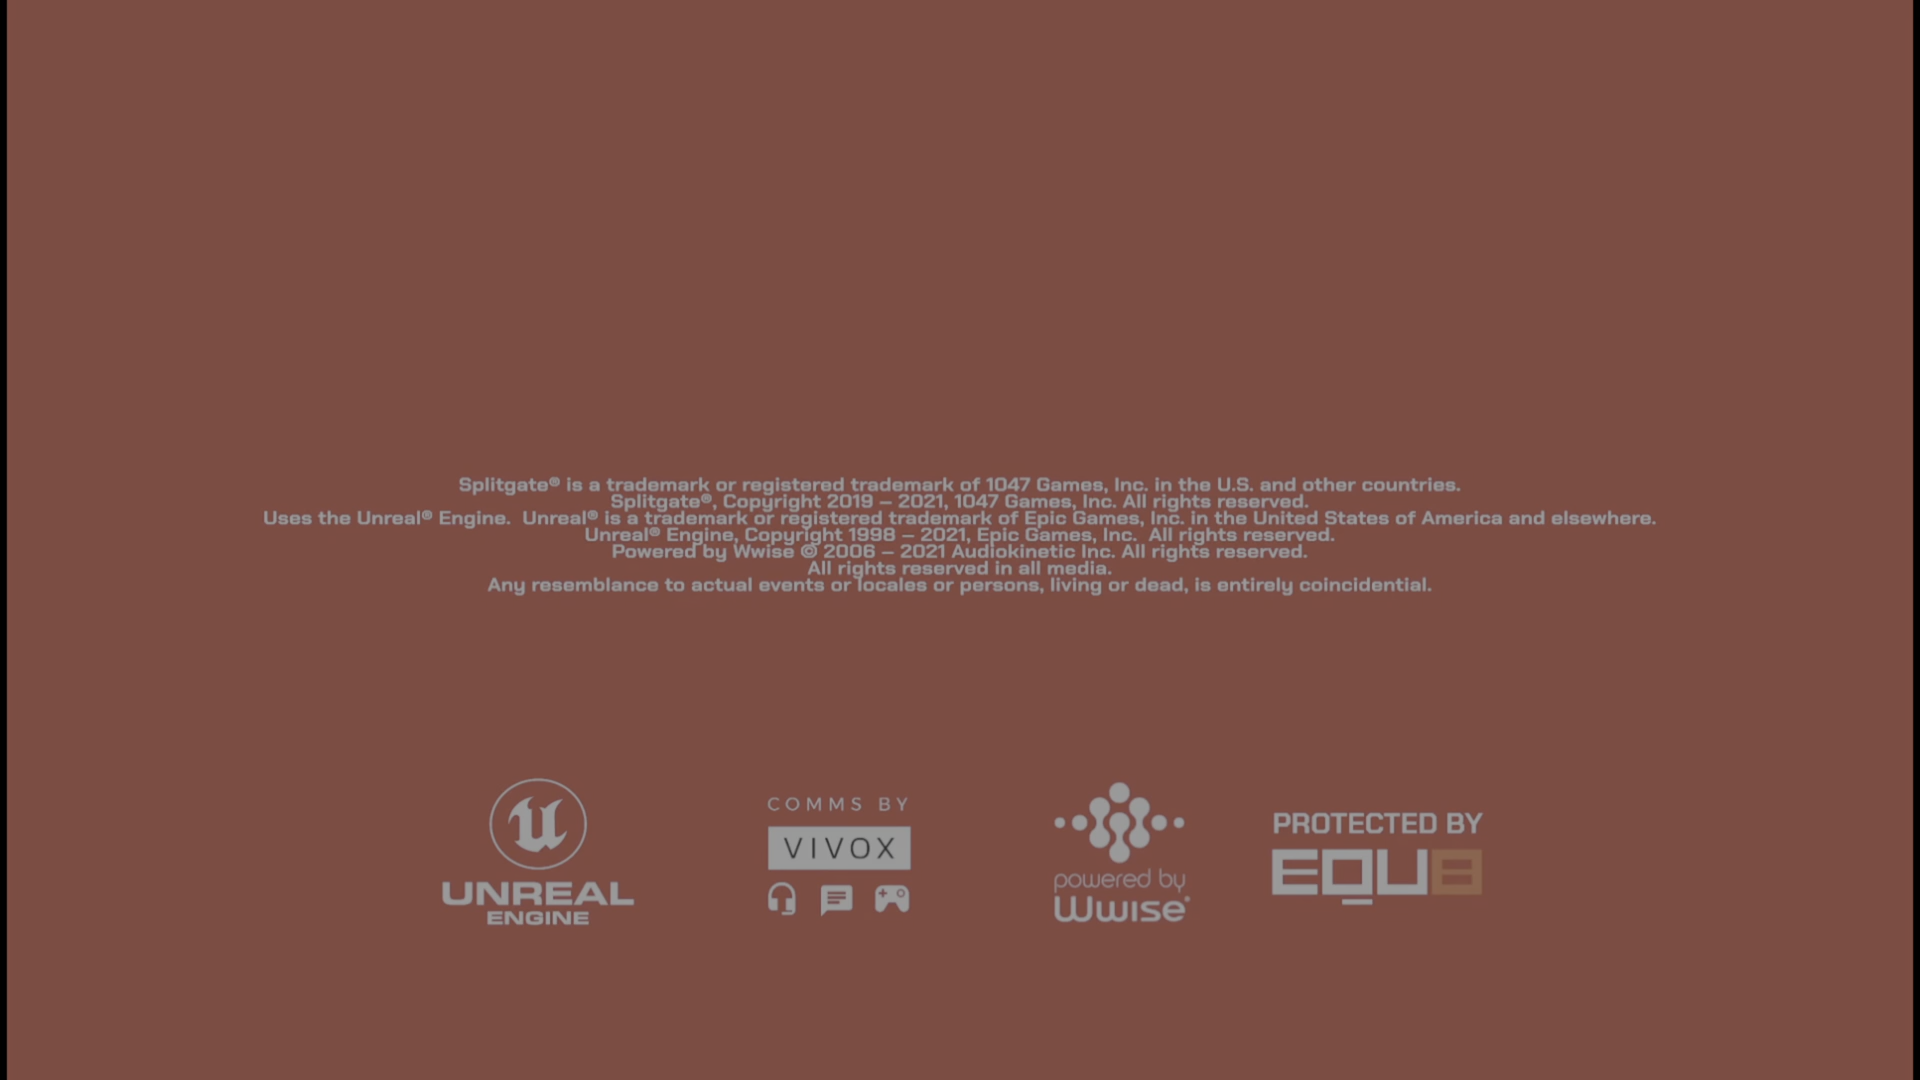 Splitgate® is a trademark or registered trademark of 1047 Games, Inc. in the U.S. and other countries.
Splitgate®, Copyright 2019 – 2021, 1047 Games, Inc. All rights reserved.
Uses the Unreal® Engine.  Unreal® is a trademark or registered trademark of Epic Games, Inc. in the United States of America and elsewhere.
Unreal® Engine, Copyright 1998 – 2021, Epic Games, Inc.  All rights reserved.
Powered by Wwise © 2006 – 2021 Audiokinetic Inc. All rights reserved.
All rights reserved in all media.
Any resemblance to actual events or locales or persons, living or dead, is entirely coincidential.
UNREAL
ENGINE
COMMS BY
VIVOX
powered by
Wwise®
PROTECTED BY
EQU8